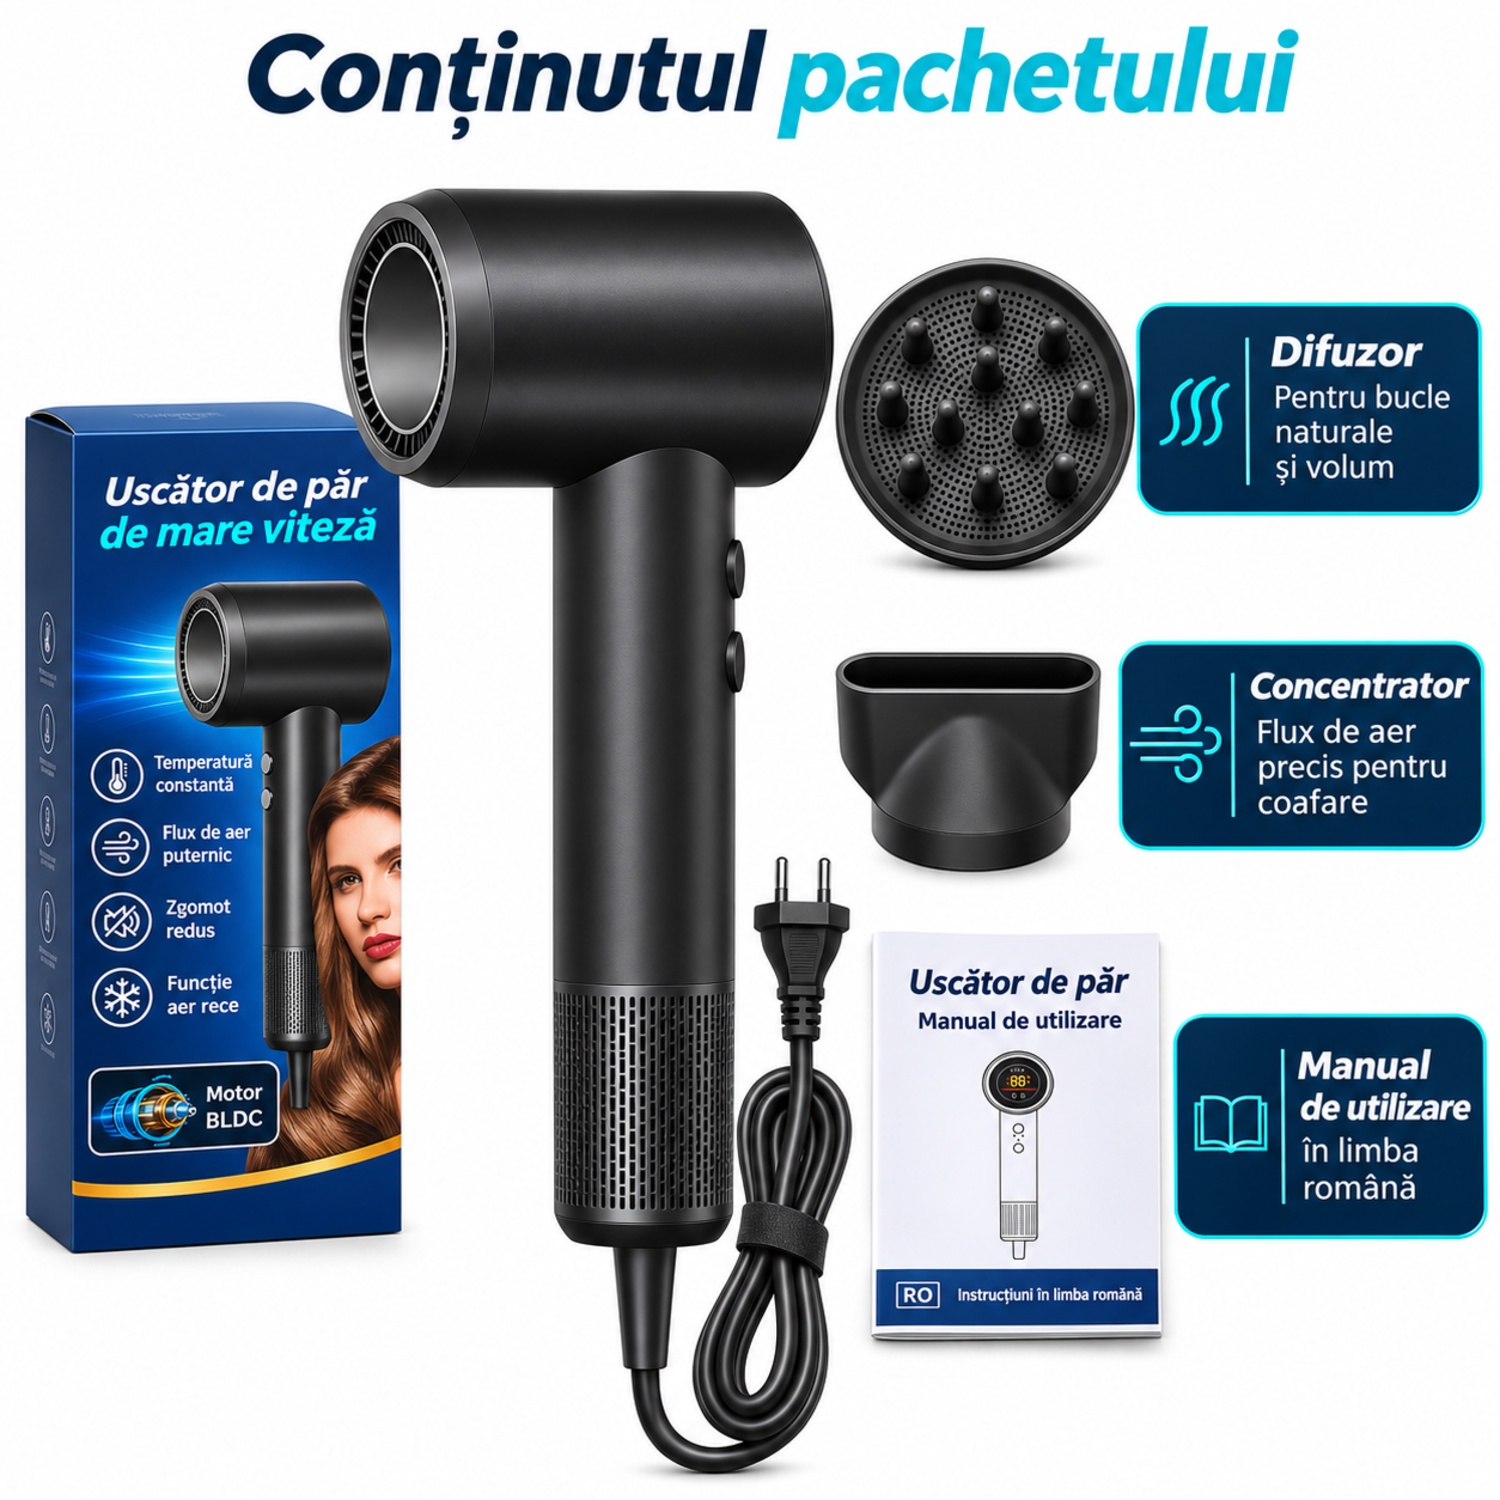 Conținutul pachetului
Uscător de păr
de mare viteză
Temperatură
constantă
Flux de aer
puternic
Zgomot
redus
Funcție
aer rece
Motor
BLDC
Difuzor
Pentru bucle
naturale
și volum
Concentrator
Flux de aer
precis pentru
coafare
Uscător de păr
Manual de utilizare
88
RO
Instrucțiuni în limba română
Manual
de utilizare
în limba
română